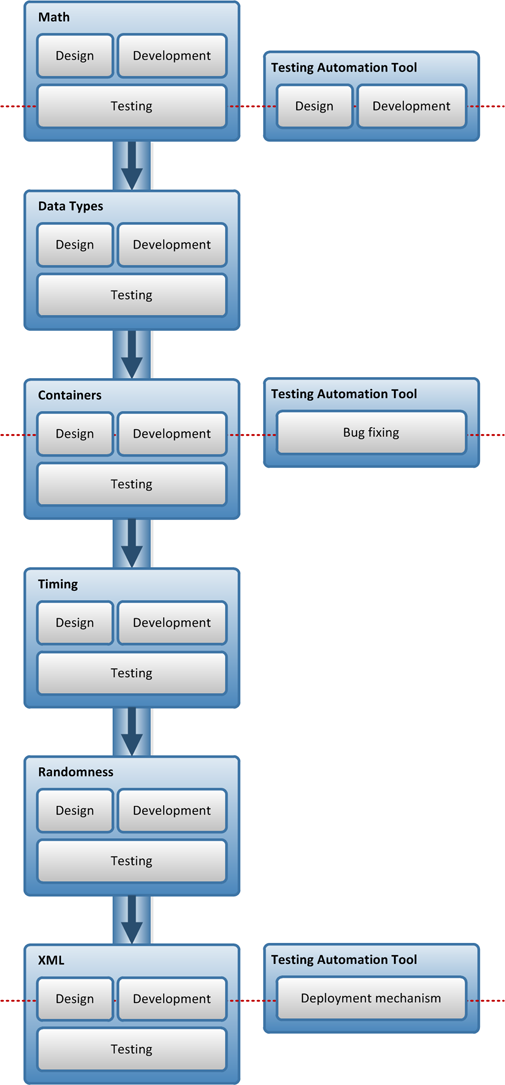 Math
Design Development
Testing
Testing Automation Tool
Design Development
Data Types
Design Development
Testing
Containers
Design Development
Testing
Testing Automation Tool
Bug fixing
Timing
Design Development
Testing
Randomness
Design Development
Testing
XML
Design Development
Testing
Testing Automation Tool
Deployment mechanism